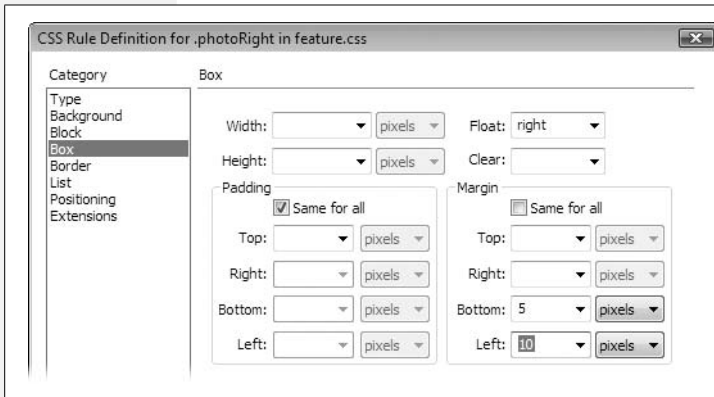 CSS Rule Definition for .photoRight in feature.css
Category
Type
Background
Block
Box
Border
List
Positioning
Extensions
Box
Width: pixels Float: right
Height: pixels Clear:
Padding Margin
Same for all Same for all
Top: pixels Top: pixels
Right: pixels Right: pixels
Bottom: pixels Bottom: 5 pixels
Left: pixels Left: 10 pixels